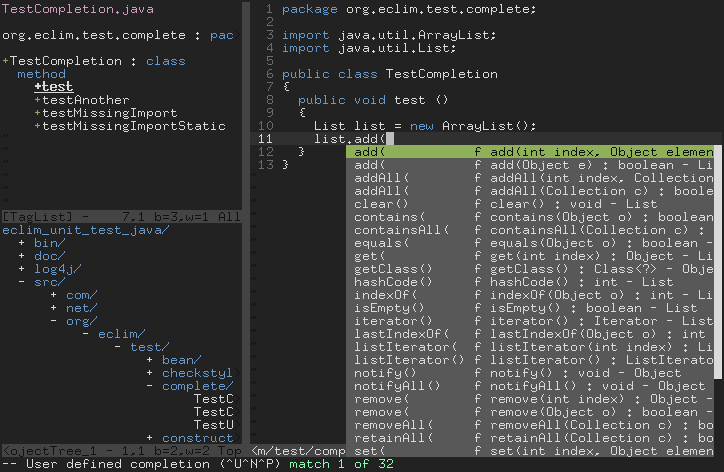 TestCompletion.java
org.eclim.test.complete : pac
+TestCompletion : class
method
+test
+testAnother
+testMissingImport
+testMissingImportStatic
"
"
"
"
"
"
[TagList] - 7,1 b=3,w=1 All
eclim_unit_test_java/
+ bin/
+ doc/
+ log4j/
- src/
+ com/
+ net/
- org/
- eclim/
- test/
+ bean/
+ checkstyl
- complete/
TestC
TestC
TestU
+ construct
<ojectTree_1 - 1,1 b=2,w=2 Top
1 package org.eclim.test.complete;
2
3 import java.util.ArrayList;
4 import java.util.List;
5
6 public class TestCompletion
7 {
8 public void test ()
9 {
10 List list = new ArrayList();
11 list.add(
12 }
13 }
add( f add(int index, Object elemen
add( f add(Object e) : boolean - Li
addAll( f addAll(int index, Collection
addAll( f addAll(Collection c) : boole
clear() f clear() : void - List
contains( f contains(Object o) : boolean
containsAll( f containsAll(Collection c) :
equals( f equals(Object o) : boolean -
get( f get(int index) : Object - Li
getClass() f getClass() : Class<?> - Obje
hashCode() f hashCode() : int - List
indexOf( f indexOf(Object o) : int - Li
isEmpty() f isEmpty() : boolean - List
iterator() f iterator() : Iterator - List
lastIndexOf( f lastIndexOf(Object o) : int
listIterator( f listIterator(int index) : Li
listIterator() f listIterator() : ListIterato
notify() f notify() : void - Object
notifyAll() f notifyAll() : void - Object
remove( f remove(int index) : Object -
remove( f remove(Object o) : boolean -
removeAll( f removeAll(Collection c) : bo
retainAll( f retainAll(Collection c) : bo
set( f set(int index, Object elemen
<m/test/comp
-- User defined completion (^U^N^P) match 1 of 32